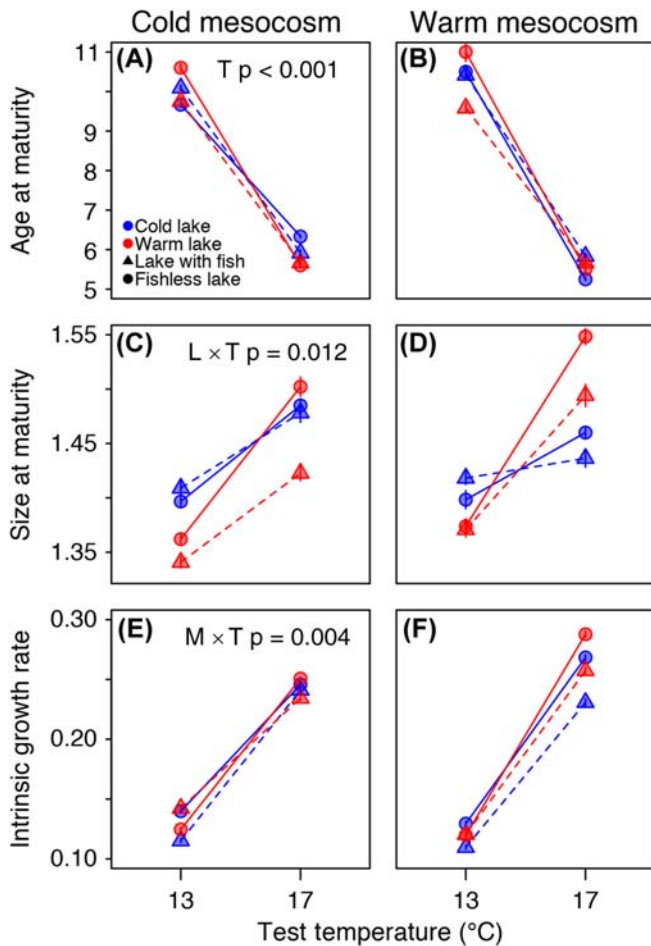 Cold mesocosm
Warm mesocosm
Age at maturity
11
9
8
7
6
5
(A)
T p < 0.001
Cold lake
Warm lake
Lake with fish
Fishless lake
(B)
Size at maturity
1.55
1.45
1.35
(C)
L × T p = 0.012
(D)
Intrinsic growth rate
0.30
0.20
0.10
(E)
M × T p = 0.004
(F)
13
17
13
17
Test temperature (°C)